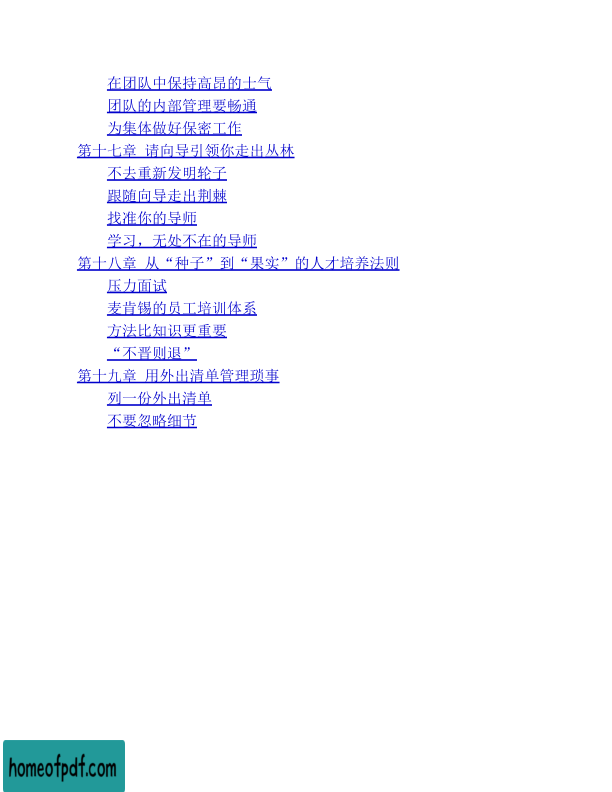 在团队中保持高昂的士气
团队的内部管理要畅通
为集体做好保密工作
第十七章 请向导引领你走出丛林
不去重新发明轮子
跟随向导走出荆棘
找准你的导师
学习，无处不在的导师
第十八章 从“种子”到“果实”的人才培养法则
压力面试
麦肯锡的员工培训体系
方法比知识更重要
“不晋则退”
第十九章 用外出清单管理琐事
列一份外出清单
不要忽略细节
homeofpdf.com